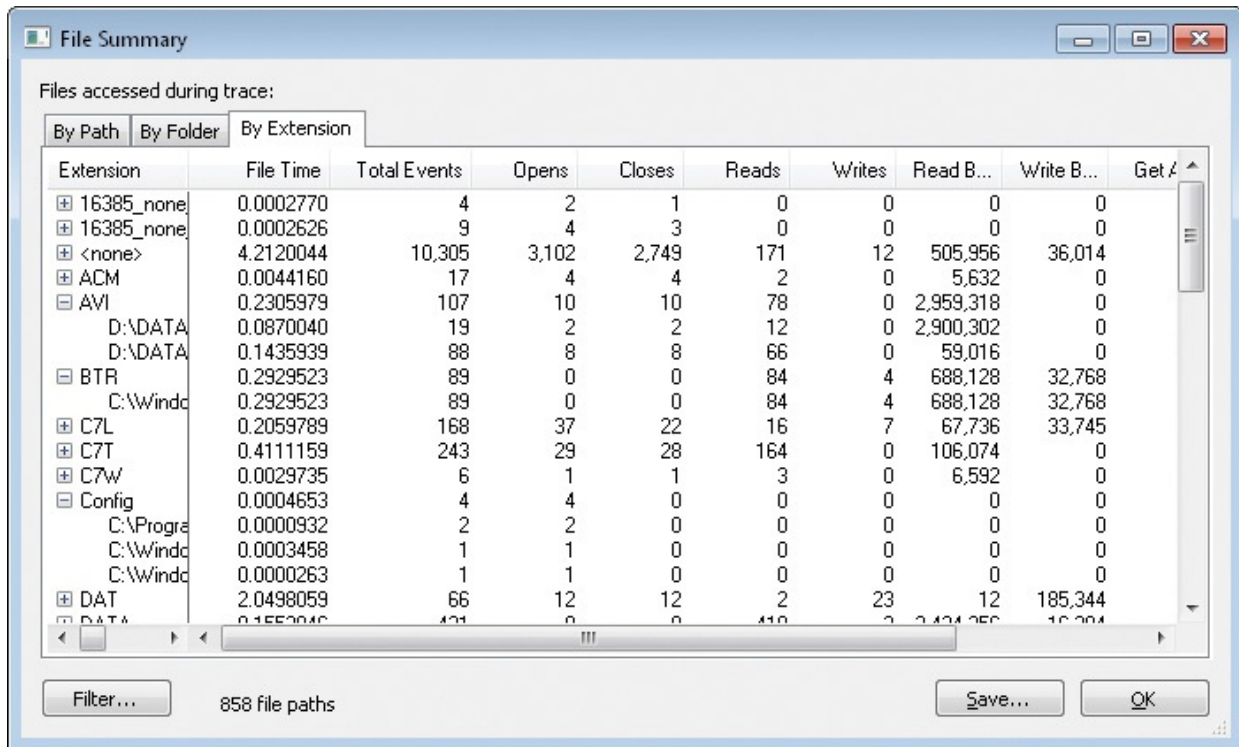 File Summary
Files accessed during trace:
By Path By Folder By Extension
Extension File Time Total Events Opens Closes Reads Writes Read B... Write B... Get A
16385_none_ 0.0002770 4 2 1 0 0 0 0
16385_none_ 0.0002626 9 4 3 0 0 0 0
<none> 4.2120044 10,305 3,102 2,749 171 12 505,956 36,014
ACM 0.0044160 17 4 4 2 0 5,632 0
AVI 0.2305979 107 10 10 78 0 2,959,318 0
D:\DATA 0.0870040 19 2 2 12 0 2,900,302 0
D:\DATA 0.1435939 88 8 8 66 0 59,016 0
BTR 0.2929523 89 0 0 84 4 688,128 32,768
C:\Windo 0.2929523 89 0 0 84 4 688,128 32,768
C7L 0.2059789 168 37 22 16 7 67,736 33,745
C7T 0.4111159 243 29 28 164 0 106,074 0
C7W 0.0029735 6 1 1 3 0 6,592 0
Config 0.0004653 4 4 0 0 0 0 0
C:\Progra 0.0000932 2 2 0 0 0 0 0
C:\Windo 0.0003458 1 1 0 0 0 0 0
C:\Windo 0.0000263 1 1 0 0 0 0 0
DAT 2.0498059 66 12 12 2 23 12 185,344
DATA
Filter... 858 file paths Save... OK